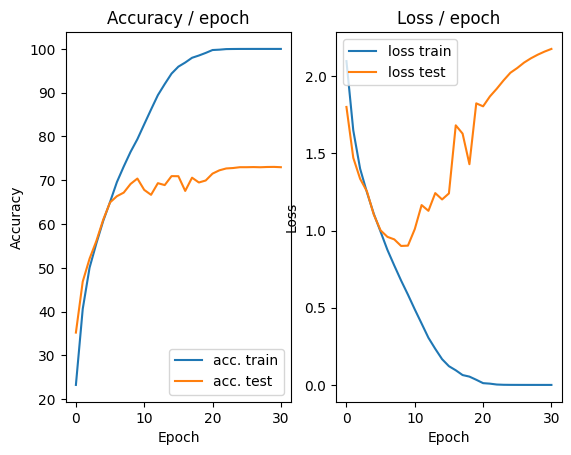 Accuracy / epoch
Accuracy
100
90
80
70
60
50
40
30
20
0
10
20
30
Epoch
acc. train
acc. test
Loss / epoch
Loss
2.0
1.5
1.0
0.5
0.0
0
10
20
30
Epoch
loss train
loss test